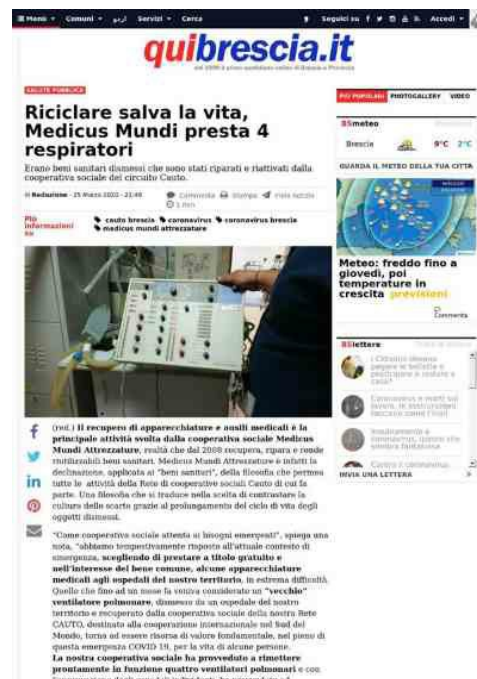 Menù Comuni اردو Servizi Cerca
Seguici su Accedi
quibrescia.it
SALUTE PUBBLICA
Riciclare salva la vita,
Medicus Mundi presta 4
respiratori
Erano beni sanitari dismessi che sono stati riparati e riattivati dalla
cooperativa sociale del circuito Cauto.
di Redazione - 25 Marzo 2020 - 21:48
Commenta Stampa Invia notizia
1 min
Più
informazioni
su
cauto brescia coronavirus coronavirus brescia
medicus mundi attrezzature
(red.) Il recupero di apparecchiature e ausili medicali è la
principale attività svolta dalla cooperativa sociale Medicus
Mundi Attrezzature, realtà che dal 2008 recupera, ripara e rende
riutilizzabili beni sanitari. Medicus Mundi Attrezzature è infatti la
declinazione, applicata ai "beni sanitari", della filosofia che permea
tutte le attività della Rete di cooperative sociali Cauto di cui fa
parte. Una filosofia che si traduce nella scelta di contrastare la
cultura dello scarto grazie al prolungamento del ciclo di vita degli
oggetti dismessi.
"Come cooperativa sociale attenta ai bisogni emergenti", spiega una
nota, "abbiamo tempestivamente risposto all'attuale contesto di
emergenza, scegliendo di prestare a titolo gratuito e
nell'interesse del bene comune, alcune apparecchiature
medicali agli ospedali del nostro territorio, in estrema difficoltà.
Quello che fino ad un mese fa veniva considerato un "vecchio"
ventilatore polmonare, dismesso da un ospedale del nostro
territorio e recuperato dalla cooperativa sociale della nostra Rete
CAUTO, destinato alla cooperazione internazionale nel Sud del
Mondo, torna ad essere risorsa di valore fondamentale, nel pieno di
questa emergenza COVID 19, per la vita di alcune persone.
La nostra cooperativa sociale ha provveduto a rimettere
prontamente in funzione quattro ventilatori polmonari e con
PIÙ POPOLARI PHOTOGALLERY VIDEO
BSmeteo
Brescia 9°C 2°C
GUARDA IL METEO DELLA TUA CITTÀ
Meteo: freddo fino a
giovedì, poi
temperature in
crescita previsioni
Commenta
BSlettere
INVIA UNA LETTERA